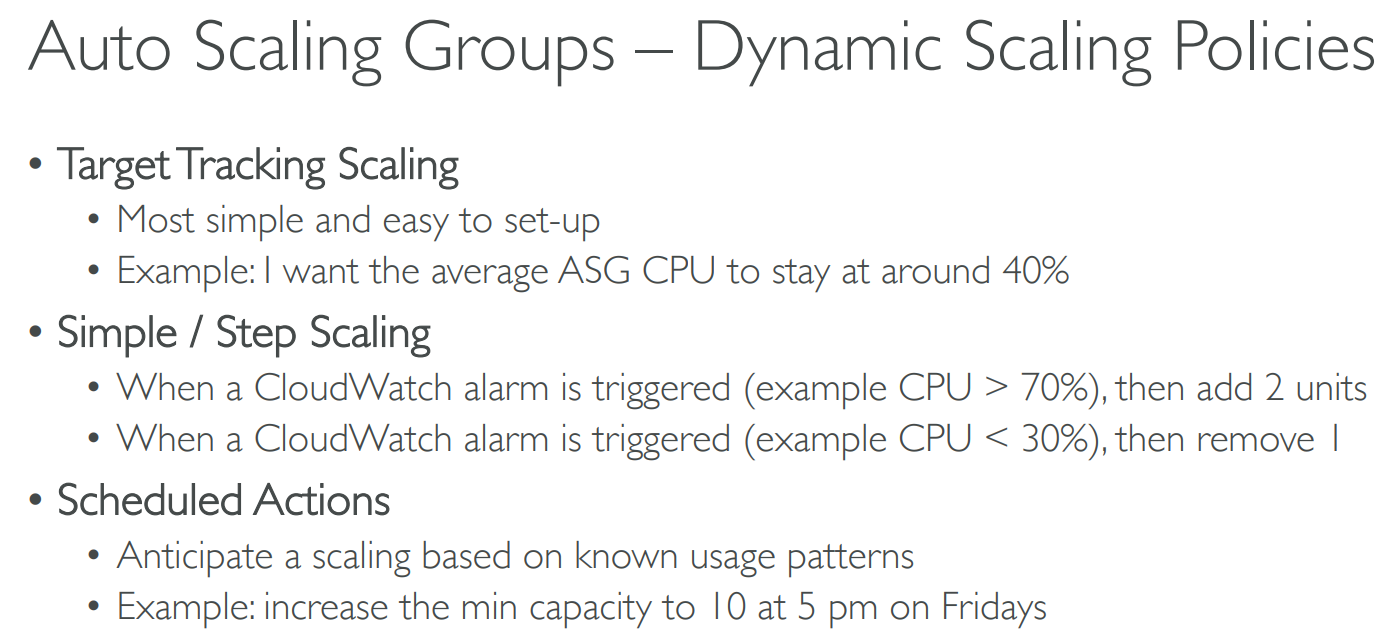 Auto Scaling Groups – Dynamic Scaling Policies
• Target Tracking Scaling
• Most simple and easy to set-up
• Example: I want the average ASG CPU to stay at around 40%
• Simple / Step Scaling
• When a CloudWatch alarm is triggered (example CPU > 70%), then add 2 units
• When a CloudWatch alarm is triggered (example CPU < 30%), then remove 1
• Scheduled Actions
• Anticipate a scaling based on known usage patterns
• Example: increase the min capacity to 10 at 5 pm on Fridays